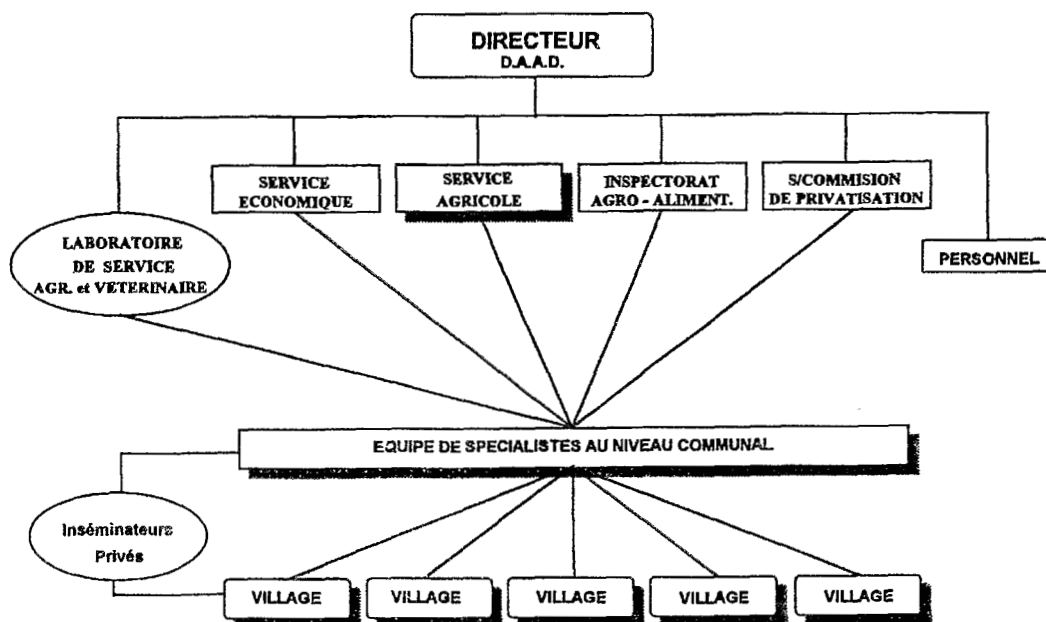 DIRECTEUR
D.A.A.D.
SERVICE
ECONOMIQUE
SERVICE
AGRICOLE
INSPECTORAT
AGRO - ALIMENT.
S/COMMISION
DE PRIVATISATION
LABORATOIRE
DE SERVICE
AGR. et VETERINAIRE
PERSONNEL
EQUIPE DE SPECIALISTES AU NIVEAU COMMUNAL
Inséminateurs
Privés
VILLAGE
VILLAGE
VILLAGE
VILLAGE
VILLAGE